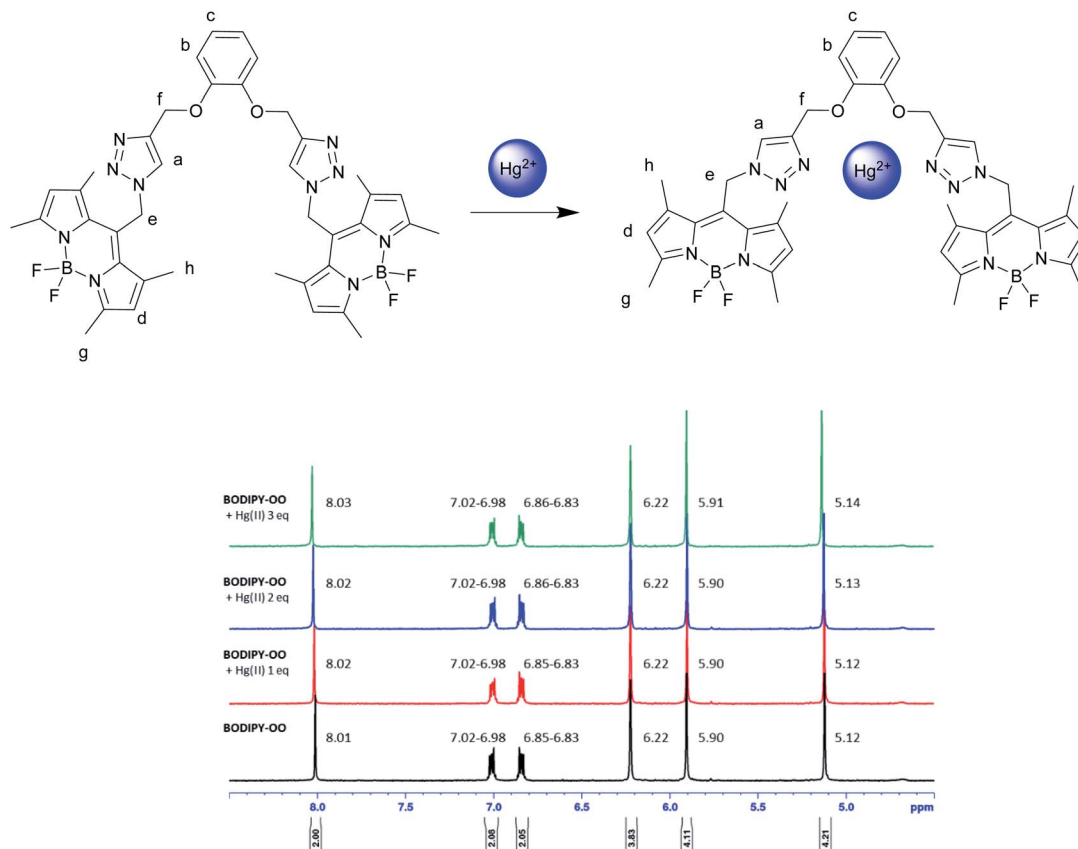 c
b
f
O
O
N
N
N
a
N
N
N
e
N
B
F
F
N
h
d
g
N
N
B
F
F
Hg2+
c
b
f
O
O
a
h
e
N
N
N
Hg2+
N
N
N
d
g
N
B
N
F
F
N
B
N
F
F
BODIPY-OO
+ Hg(II) 3 eq
8.03 7.02-6.98 6.86-6.83 6.22 5.91 5.14
BODIPY-OO
+ Hg(II) 2 eq
8.02 7.02-6.98 6.86-6.83 6.22 5.90 5.13
BODIPY-OO
+ Hg(II) 1 eq
8.02 7.02-6.98 6.85-6.83 6.22 5.90 5.12
BODIPY-OO
8.01 7.02-6.98 6.85-6.83 6.22 5.90 5.12
8.0 7.5 7.0 6.5 6.0 5.5 5.0 ppm
2.00 2.08 2.05 3.83 4.11 4.21